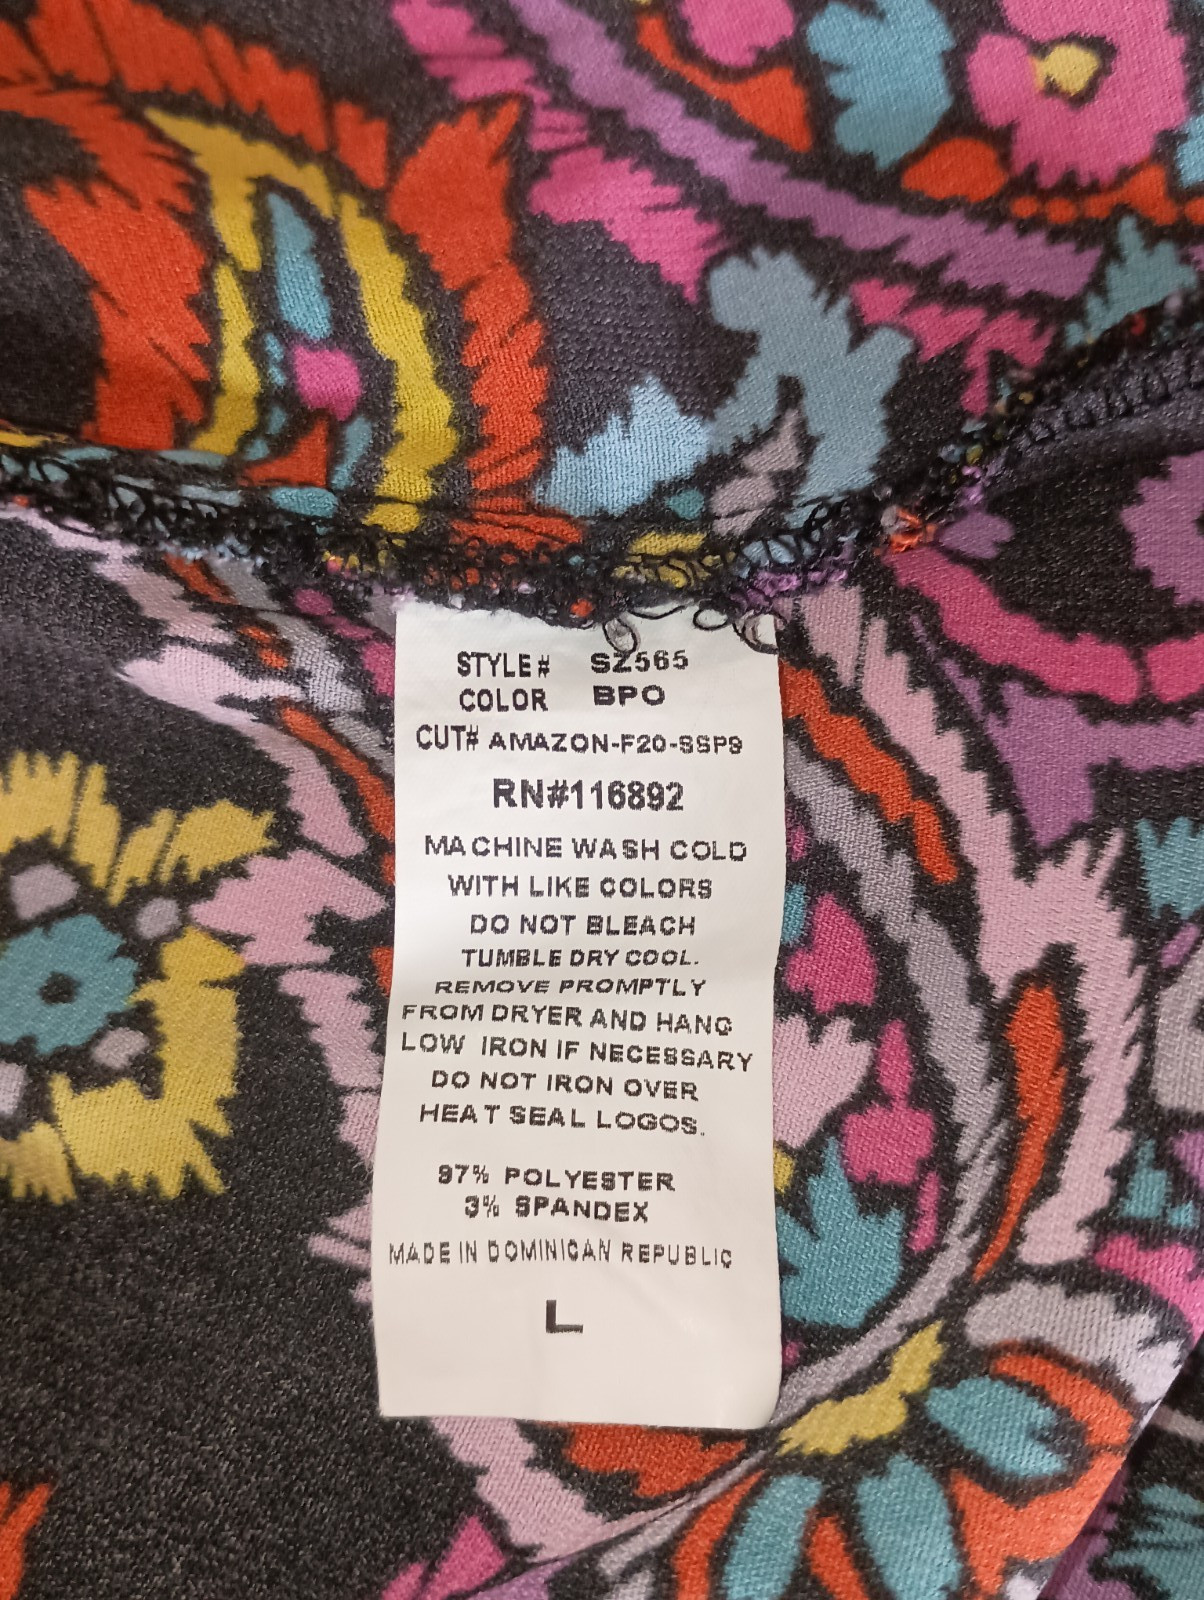 STYLE# SZ565
COLOR BPO
CUT# AMAZON-F20-SSP9
RN#116892
MACHINE WASH COLD
WITH LIKE COLORS
DO NOT BLEACH
TUMBLE DRY COOL.
REMOVE PROMPTLY
FROM DRYER AND HANG
LOW IRON IF NECESSARY
DO NOT IRON OVER
HEAT SEAL LOGOS.
97% POLYESTER
3% SPANDEX
MADE IN DOMINICAN REPUBLIC
L